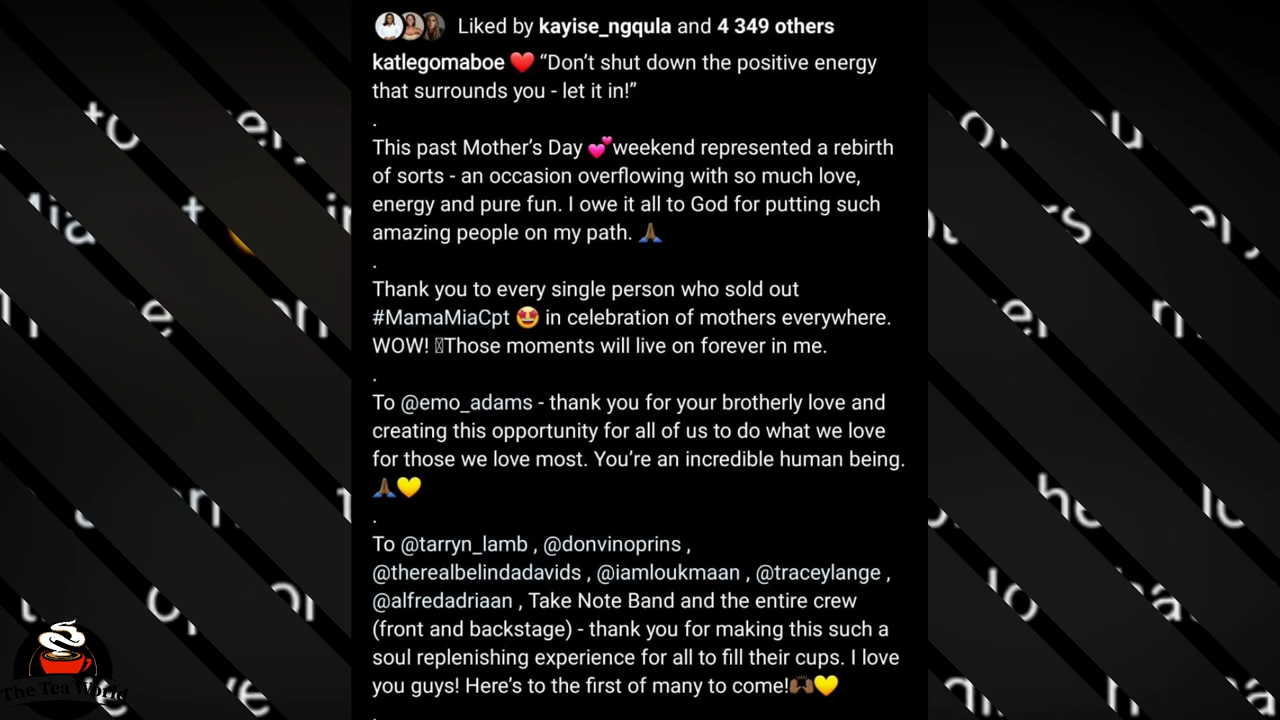 Liked by kayise_ngqula and 4 349 others
katlegomaboe ❤️ “Don’t shut down the positive energy
that surrounds you - let it in!”
.
This past Mother’s Day 💕weekend represented a rebirth
of sorts - an occasion overflowing with so much love,
energy and pure fun. I owe it all to God for putting such
amazing people on my path. 🙏🏾
.
Thank you to every single person who sold out
#MamaMiaCpt 🤩 in celebration of mothers everywhere.
WOW! Those moments will live on forever in me.
.
To @emo_adams - thank you for your brotherly love and
creating this opportunity for all of us to do what we love
for those we love most. You’re an incredible human being.
🙏🏾💛
.
To @tarryn_lamb , @donvinoprins ,
@therealbelindadavids , @iamloukmaan , @traceylange ,
@alfredadriaan , Take Note Band and the entire crew
(front and backstage) - thank you for making this such a
soul replenishing experience for all to fill their cups. I love
you guys! Here’s to the first of many to come!🙌🏾💛
.
The Tea World